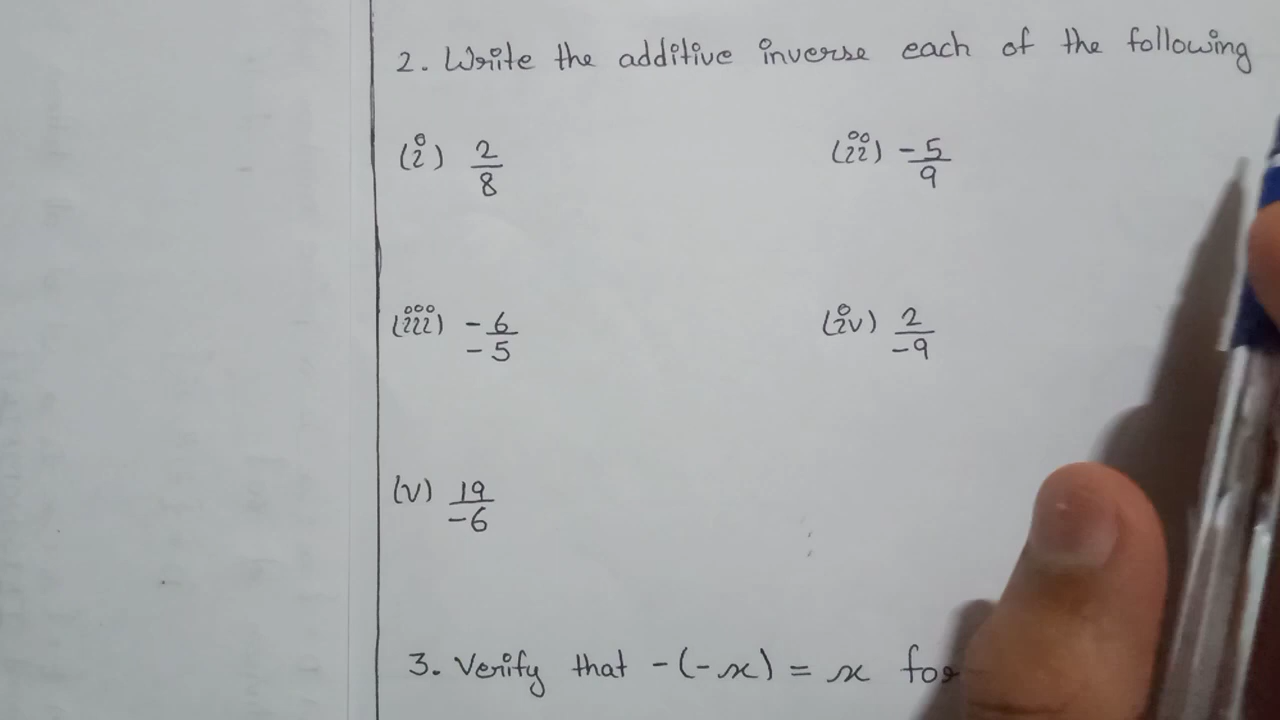 2. Write the additive inverse each of the following
(i) 2/8 (ii) -5/9
(iii) -6/-5 (iv) 2/-9
(v) 19/-6
3. Verify that -(-x) = x for